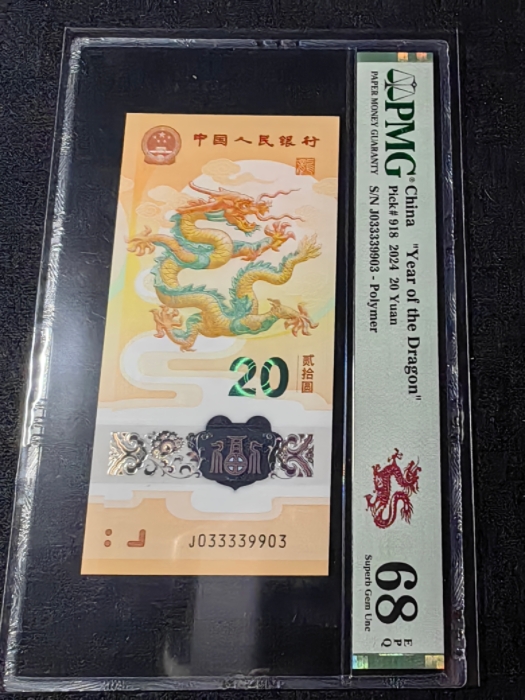 中国人民银行
20
贰拾圆
J033339903
PMG®
PAPER MONEY GUARANTY
China "Year of the Dragon"
Pick# 918 2024 20 Yuan
S/N J033339903 - Polymer
68 EPQ
Superb Gem Unc